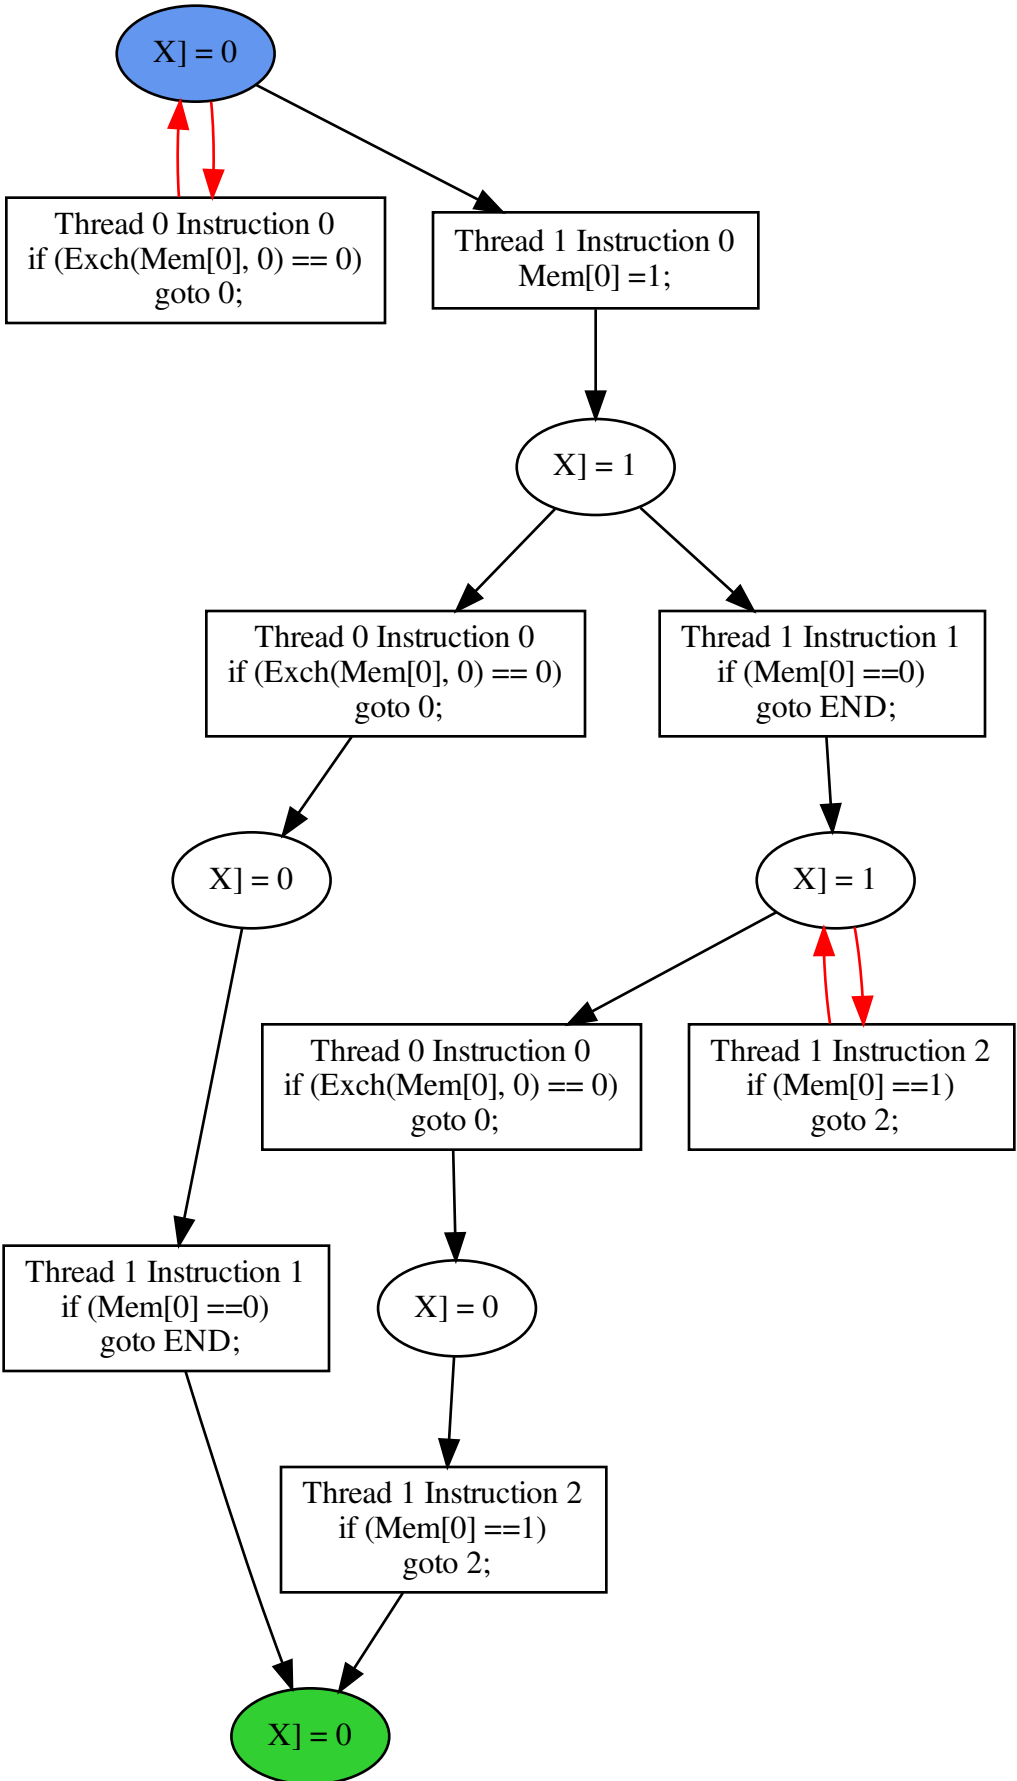 X] = 0
Thread 0 Instruction 0
if (Exch(Mem[0], 0) == 0)
goto 0;
Thread 1 Instruction 0
Mem[0] =1;
X] = 1
Thread 0 Instruction 0
if (Exch(Mem[0], 0) == 0)
goto 0;
Thread 1 Instruction 1
if (Mem[0] ==0)
goto END;
X] = 0
X] = 1
Thread 0 Instruction 0
if (Exch(Mem[0], 0) == 0)
goto 0;
Thread 1 Instruction 2
if (Mem[0] ==1)
goto 2;
Thread 1 Instruction 1
if (Mem[0] ==0)
goto END;
X] = 0
Thread 1 Instruction 2
if (Mem[0] ==1)
goto 2;
X] = 0